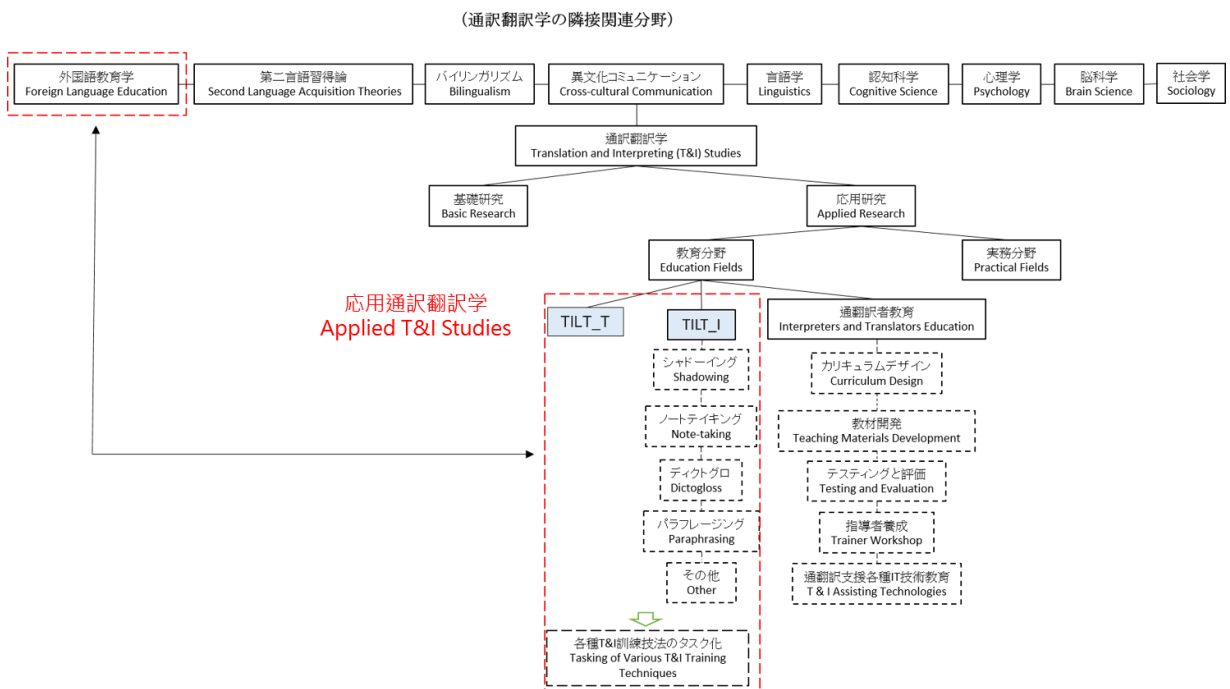 (通訳翻訳学の隣接関連分野)
外国語教育学
Foreign Language Education
第二言語習得論
Second Language Acquisition Theories
バイリンガリズム
Bilingualism
異文化コミュニケーション
Cross-cultural Communication
言語学
Linguistics
認知科学
Cognitive Science
心理学
Psychology
脳科学
Brain Science
社会学
Sociology
通訳翻訳学
Translation and Interpreting (T&I) Studies
基礎研究
Basic Research
応用研究
Applied Research
教育分野
Education Fields
実務分野
Practical Fields
応用通訳翻訳学
Applied T&I Studies
TILT_T
TILT_I
通翻訳者教育
Interpreters and Translators Education
シャドーイング
Shadowing
ノートテイキング
Note-taking
ディクトグロ
Dictogloss
パラフレージング
Paraphrasing
その他
Other
各種T&I訓練技法のタスク化
Tasking of Various T&I Training
Techniques
カリキュラムデザイン
Curriculum Design
教材開発
Teaching Materials Development
テスティングと評価
Testing and Evaluation
指導者養成
Trainer Workshop
通翻訳支援各種IT技術教育
T & I Assisting Technologies